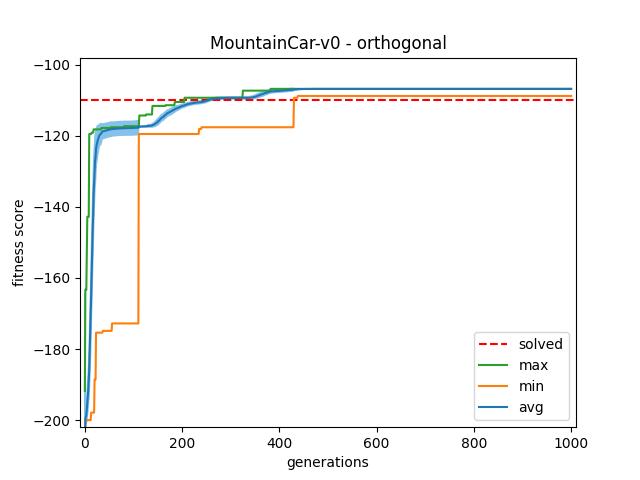 MountainCar-v0 - orthogonal
−100
−120
−140
−160
−180
−200
fitness score
0
200
400
600
800
1000
generations
solved
max
min
avg